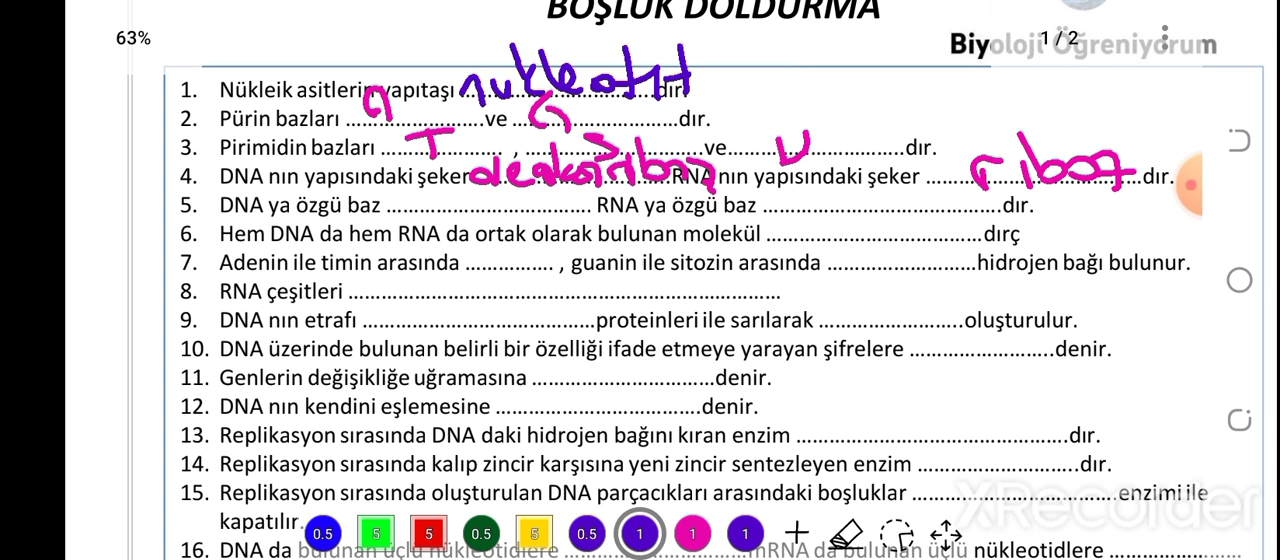 BOŞLUK DOLDURMA
63%
Biyoloji Öğreniyorum
1 / 2
1. Nükleik asitlerin yapıtaşı nükleotit dır.
2. Pürin bazları ........................ve .............................dır.
3. Pirimidin bazları T , ........................ve U dır.
4. DNA nın yapısındaki şeker deoksiriboz RNA nın yapısındaki şeker riboz dır.
5. DNA ya özgü baz ................................... RNA ya özgü baz .........................................dır.
6. Hem DNA da hem RNA da ortak olarak bulunan molekül .....................................dırç
7. Adenin ile timin arasında ............... , guanin ile sitozin arasında .........................hidrojen bağı bulunur.
8. RNA çeşitleri ..........................................................................
9. DNA nın etrafı ........................................proteinleri ile sarılarak .........................oluşturulur.
10. DNA üzerinde bulunan belirli bir özelliği ifade etmeye yarayan şifrelere .........................denir.
11. Genlerin değişikliğe uğramasına ...............................denir.
12. DNA nın kendini eşlemesine ...................................denir.
13. Replikasyon sırasında DNA daki hidrojen bağını kıran enzim ...............................................dır.
14. Replikasyon sırasında kalıp zincir karşısına yeni zincir sentezleyen enzim ............................dır.
15. Replikasyon sırasında oluşturulan DNA parçacıkları arasındaki boşluklar ...................................enzimi ile
kapatılır.
XRecorder
0.5 5 5 0.5 5 0.5 1 1 1
16. DNA da bulunan üçlü nükleotidlere ................................mRNA da bulunan üçlü nükleotidlere .......................